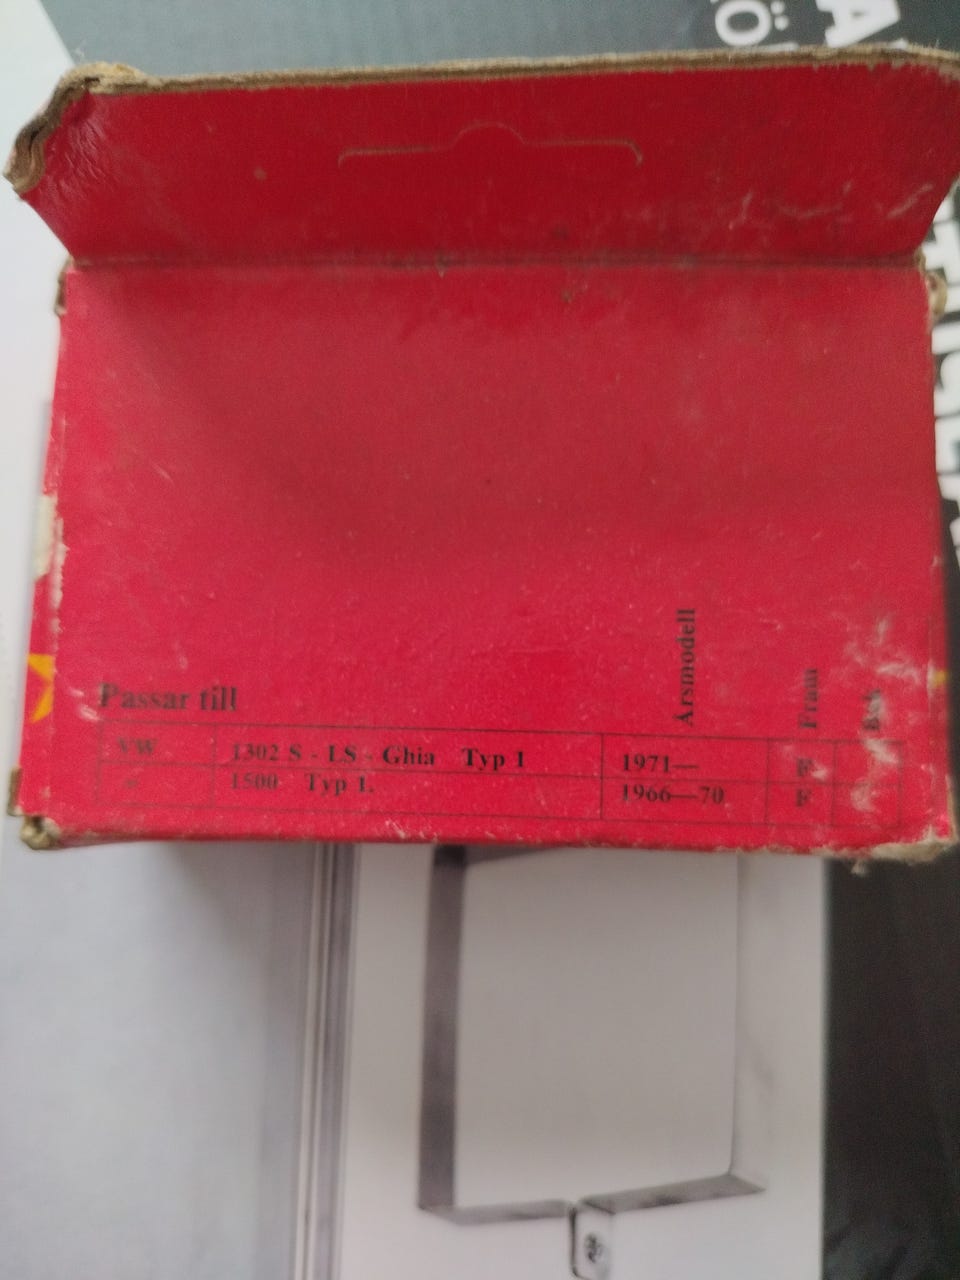 Passar till
Årsmodell
Fram
Bak
VW 1302 S - LS - Ghia Typ 1 1971— F
" 1500 Typ 1. 1966—70 F